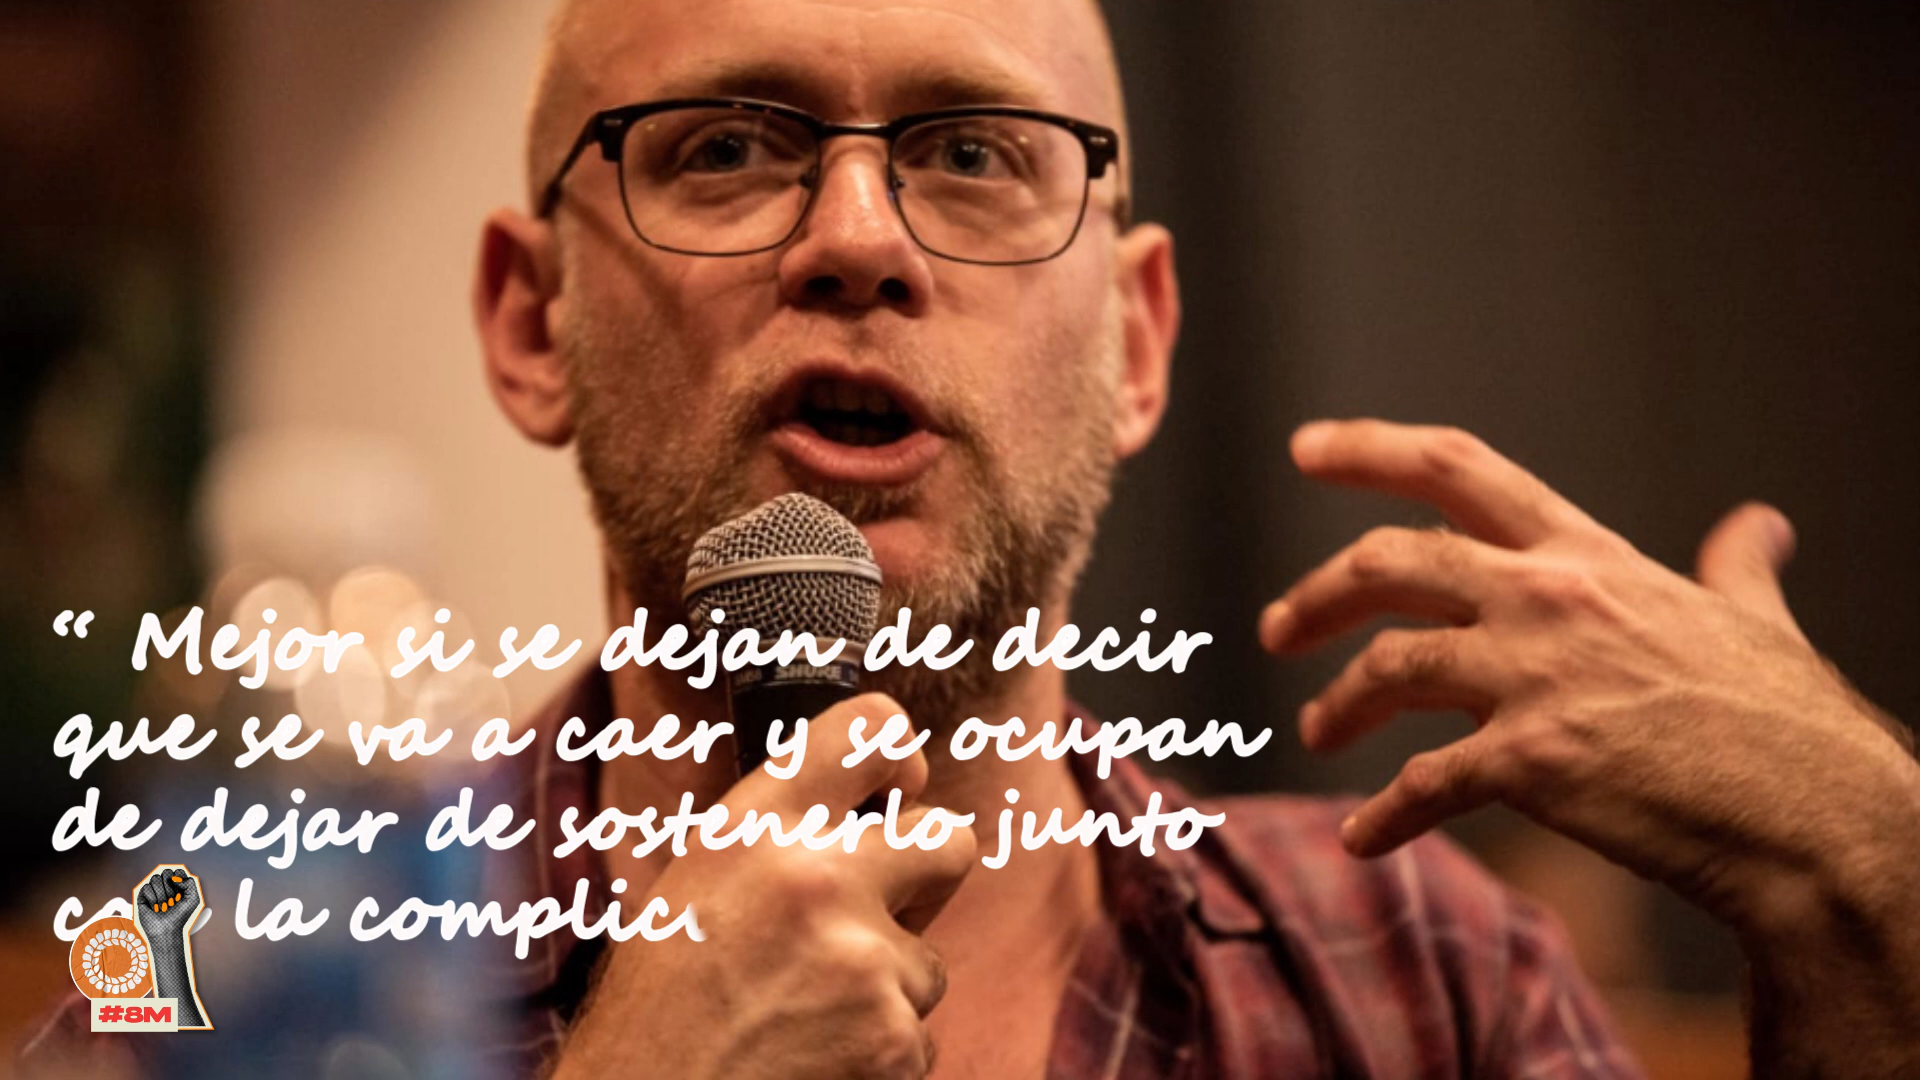 “ Mejor si se dejan de decir
que se va a caer y se ocupan
de dejar de sostenerlo junto
la
SHURE
#8M